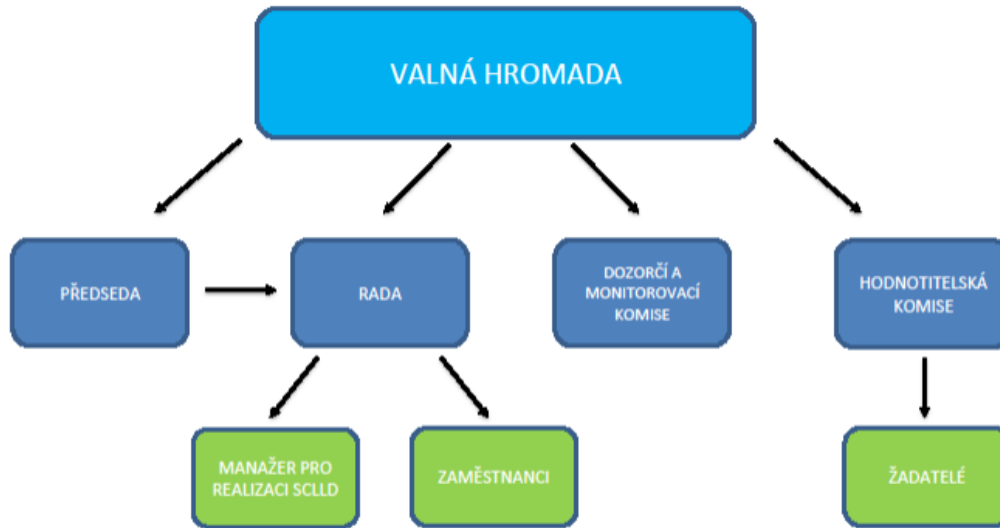 VALNÁ HROMADA
PŘEDSEDA
RADA
DOZORČÍ A
MONITOROVACÍ
KOMISE
HODNOTITELSKÁ
KOMISE
MANAŽER PRO
REALIZACI SCLLD
ZAMĚSTNANCI
ŽADATELÉ